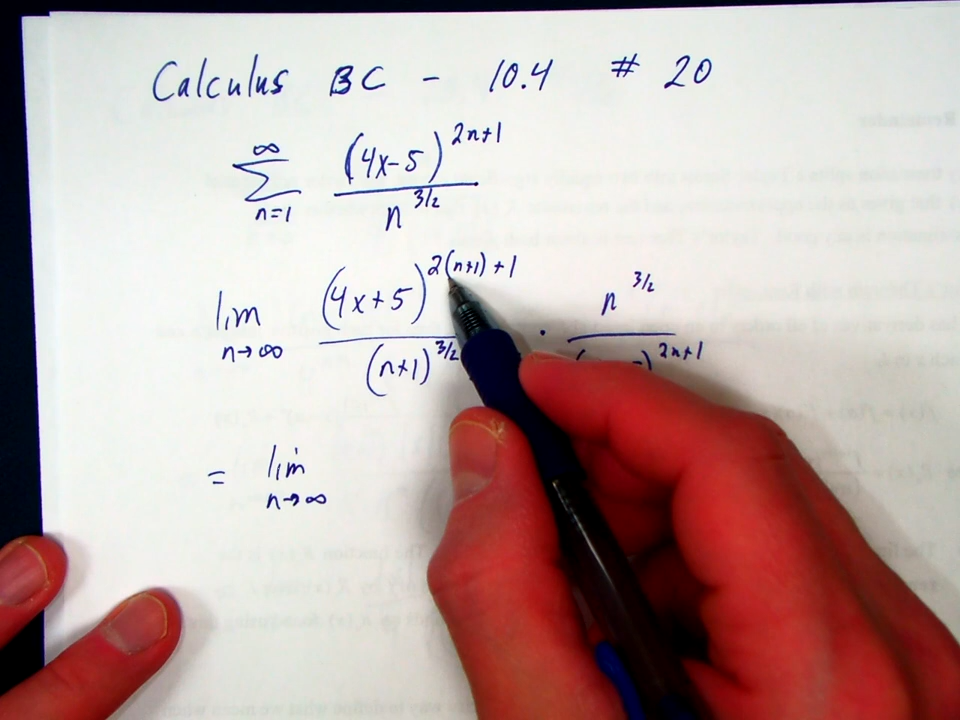 Calculus BC - 10.4 # 20
∞ ∑ n=1 (4x-5)^{2n+1} / n^{3/2}
lim n→∞ (4x+5)^{2(n+1)+1} / (n+1)^{3/2} · n^{3/2} / ( )^{2n+1}
= lim n→∞